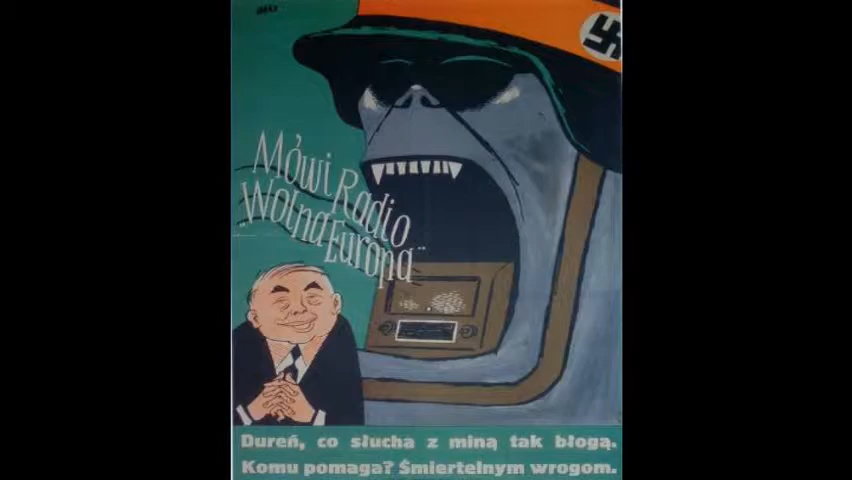 Mówi Radio
„Wolna Europa"
Dureń, co słucha z miną tak błogą.
Komu pomaga? Śmiertelnym wrogom.